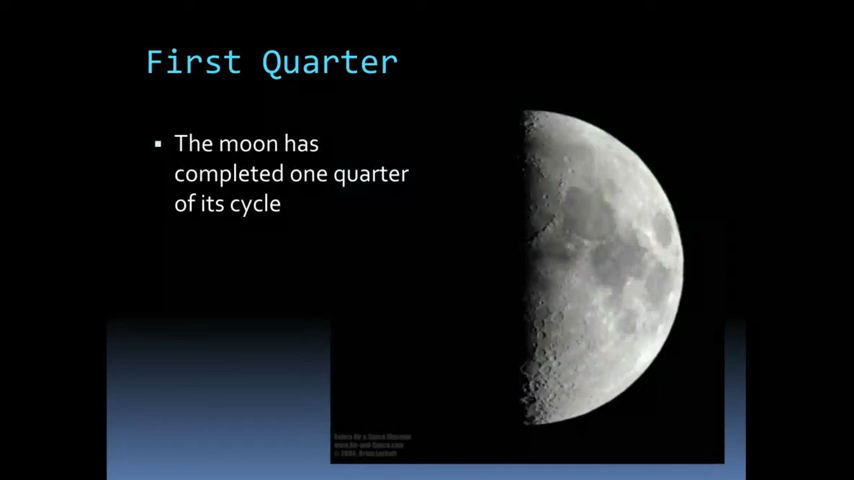 First Quarter
▪ The moon has
completed one quarter
of its cycle